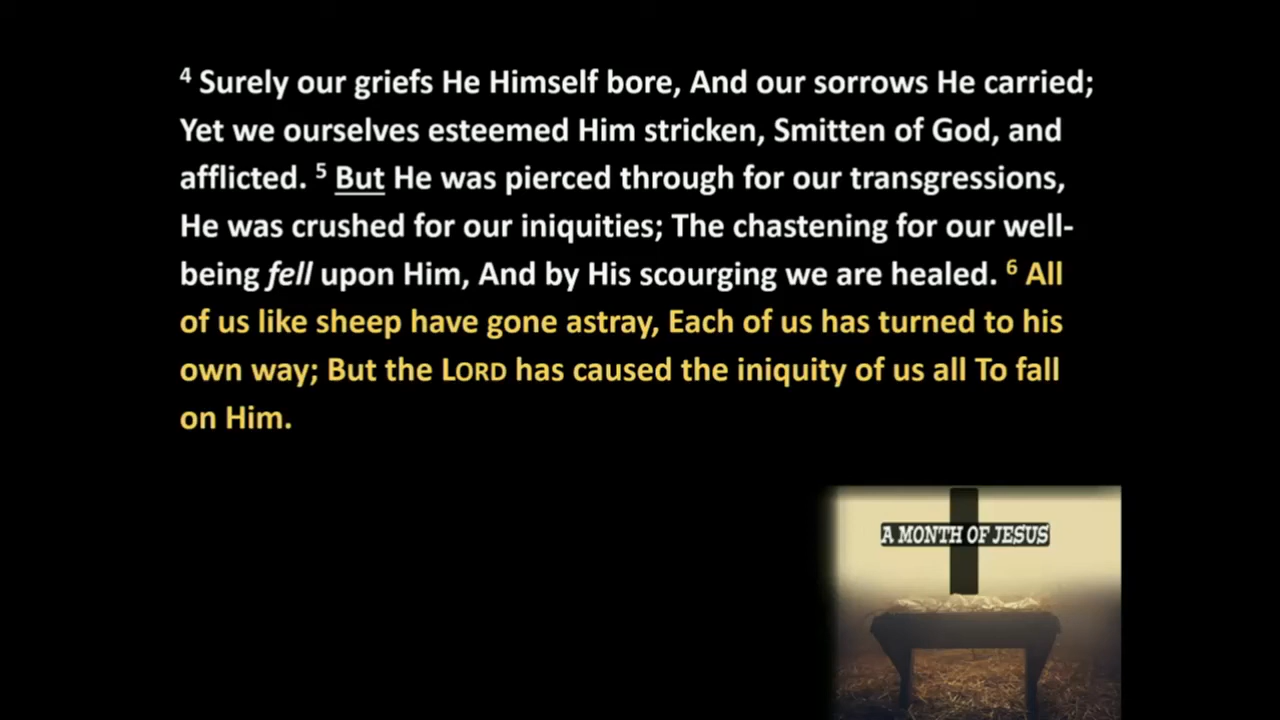 4 Surely our griefs He Himself bore, And our sorrows He carried;
Yet we ourselves esteemed Him stricken, Smitten of God, and
afflicted. 5 But He was pierced through for our transgressions,
He was crushed for our iniquities; The chastening for our well-
being fell upon Him, And by His scourging we are healed. 6 All
of us like sheep have gone astray, Each of us has turned to his
own way; But the LORD has caused the iniquity of us all To fall
on Him.
A MONTH OF JESUS